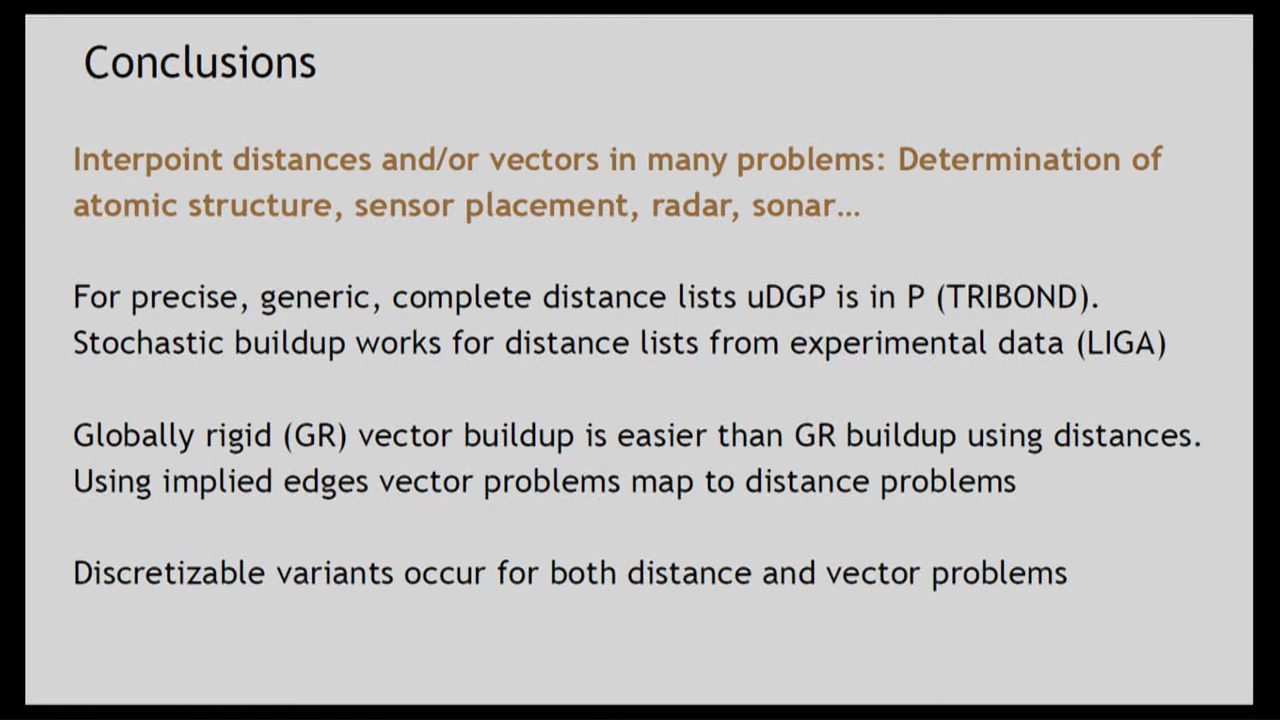 Conclusions
Interpoint distances and/or vectors in many problems: Determination of
atomic structure, sensor placement, radar, sonar...
For precise, generic, complete distance lists uDGP is in P (TRIBOND).
Stochastic buildup works for distance lists from experimental data (LIGA)
Globally rigid (GR) vector buildup is easier than GR buildup using distances.
Using implied edges vector problems map to distance problems
Discretizable variants occur for both distance and vector problems